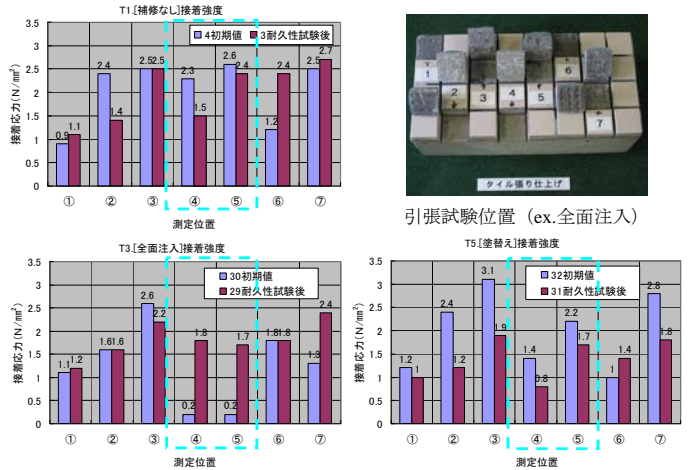 T1.[補修なし]接着強度
接着応力(N/mm²)
3.5
3
2.5
2
1.5
1
0.5
0
4初期値
3耐久性試験後
0.9 1.1 2.4 1.4 2.5 2.5 2.3 1.5 2.6 2.4 1.2 2.4 2.5 2.7
① ② ③ ④ ⑤ ⑥ ⑦
測定位置
1 2 3 4 5 6 7
タイル張り仕上げ
引張試験位置（ex.全面注入）
T3.[全面注入]接着強度
接着応力(N/mm²)
3.5
3
2.5
2
1.5
1
0.5
0
30初期値
29耐久性試験後
1.1 1.2 1.6 1.6 2.6 2.2 0.2 1.8 0.2 1.7 1.8 1.8 1.3 2.4
① ② ③ ④ ⑤ ⑥ ⑦
測定位置
T5.[塗替え]接着強度
接着応力(N/mm²)
3.5
3
2.5
2
1.5
1
0.5
0
32初期値
31耐久性試験後
1.2 1 2.4 1.2 3.1 1.9 1.4 0.8 2.2 1.7 1 1.4 2.8 1.8
① ② ③ ④ ⑤ ⑥ ⑦
測定位置